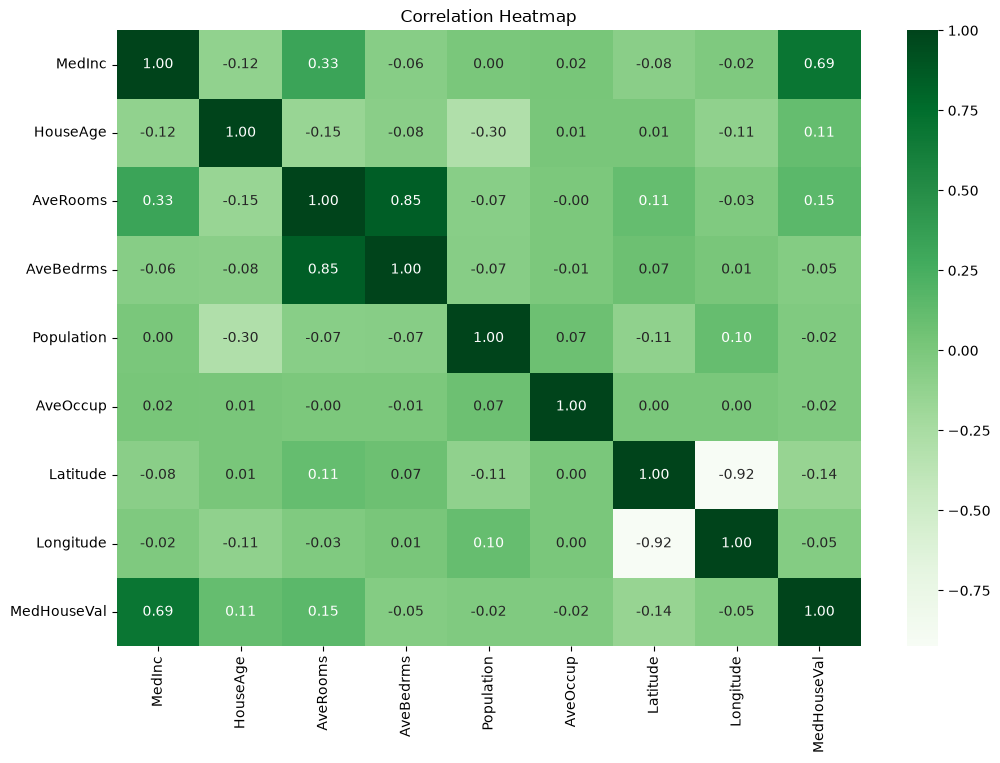 Correlation Heatmap
MedInc 1.00 -0.12 0.33 -0.06 0.00 0.02 -0.08 -0.02 0.69
HouseAge -0.12 1.00 -0.15 -0.08 -0.30 0.01 0.01 -0.11 0.11
AveRooms 0.33 -0.15 1.00 0.85 -0.07 -0.00 0.11 -0.03 0.15
AveBedrms -0.06 -0.08 0.85 1.00 -0.07 -0.01 0.07 0.01 -0.05
Population 0.00 -0.30 -0.07 -0.07 1.00 0.07 -0.11 0.10 -0.02
AveOccup 0.02 0.01 -0.00 -0.01 0.07 1.00 0.00 0.00 -0.02
Latitude -0.08 0.01 0.11 0.07 -0.11 0.00 1.00 -0.92 -0.14
Longitude -0.02 -0.11 -0.03 0.01 0.10 0.00 -0.92 1.00 -0.05
MedHouseVal 0.69 0.11 0.15 -0.05 -0.02 -0.02 -0.14 -0.05 1.00
MedInc
HouseAge
AveRooms
AveBedrms
Population
AveOccup
Latitude
Longitude
MedHouseVal
1.00
0.75
0.50
0.25
0.00
−0.25
−0.50
−0.75